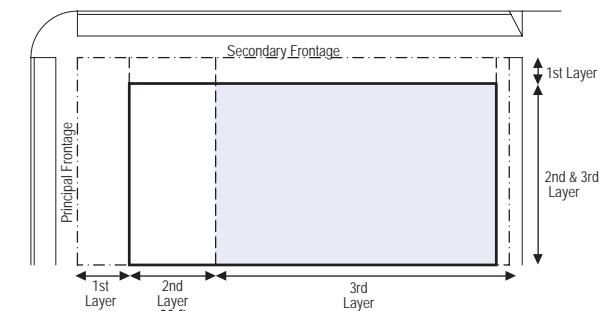 Secondary Frontage
1st Layer
Principal Frontage
2nd & 3rd
Layer
1st
Layer
2nd
Layer
3rd
Layer